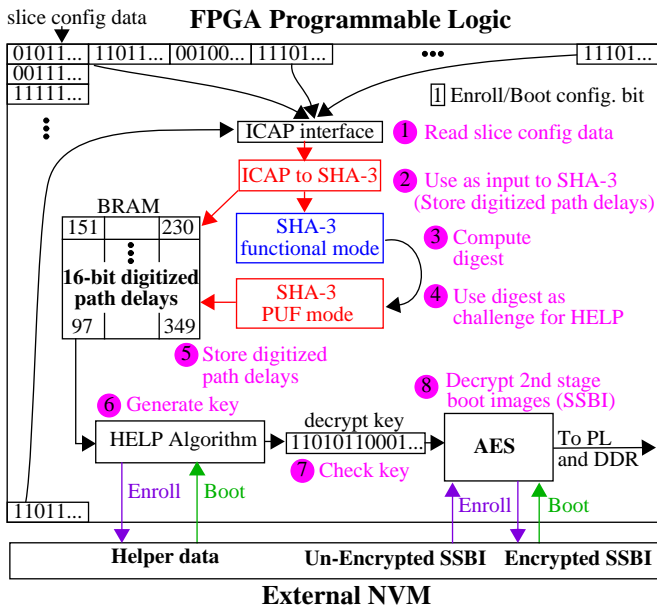 FPGA Programmable Logic
slice config data
01011... 11011... 00100... 11101... ••• 11101...
00111...
11111...
1 Enroll/Boot config. bit
ICAP interface
1 Read slice config data
ICAP to SHA-3
2 Use as input to SHA-3
(Store digitized path delays)
BRAM
151 230
16-bit digitized
path delays
97 349
SHA-3
functional mode
3 Compute
digest
SHA-3
PUF mode
4 Use digest as
challenge for HELP
5 Store digitized
path delays
6 Generate key
HELP Algorithm
decrypt key
11010110001...
7 Check key
8 Decrypt 2nd stage
boot images (SSBI)
AES
To PL
and DDR
11011...
Enroll Boot Enroll Boot
Helper data Un-Encrypted SSBI Encrypted SSBI
External NVM